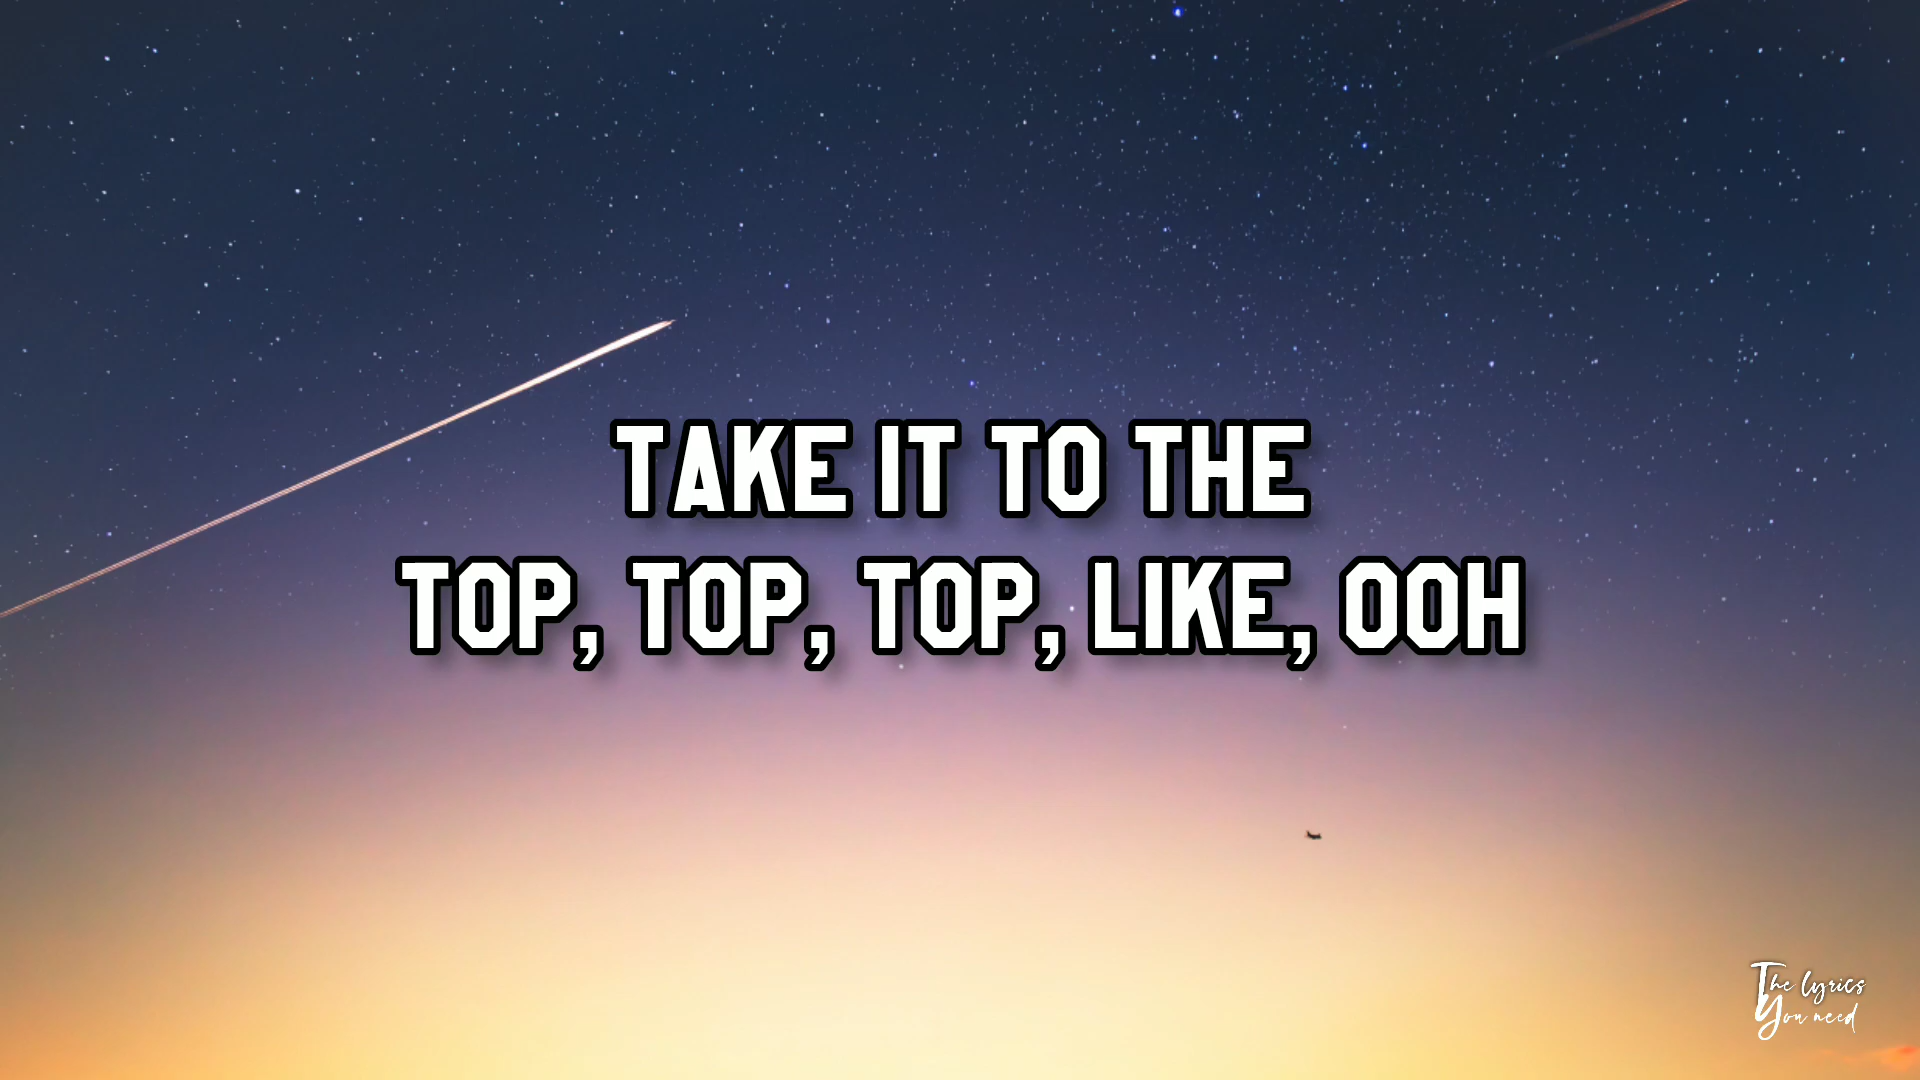 TAKE IT TO THE
TOP, TOP, TOP, LIKE, OOH
The lyrics
You need